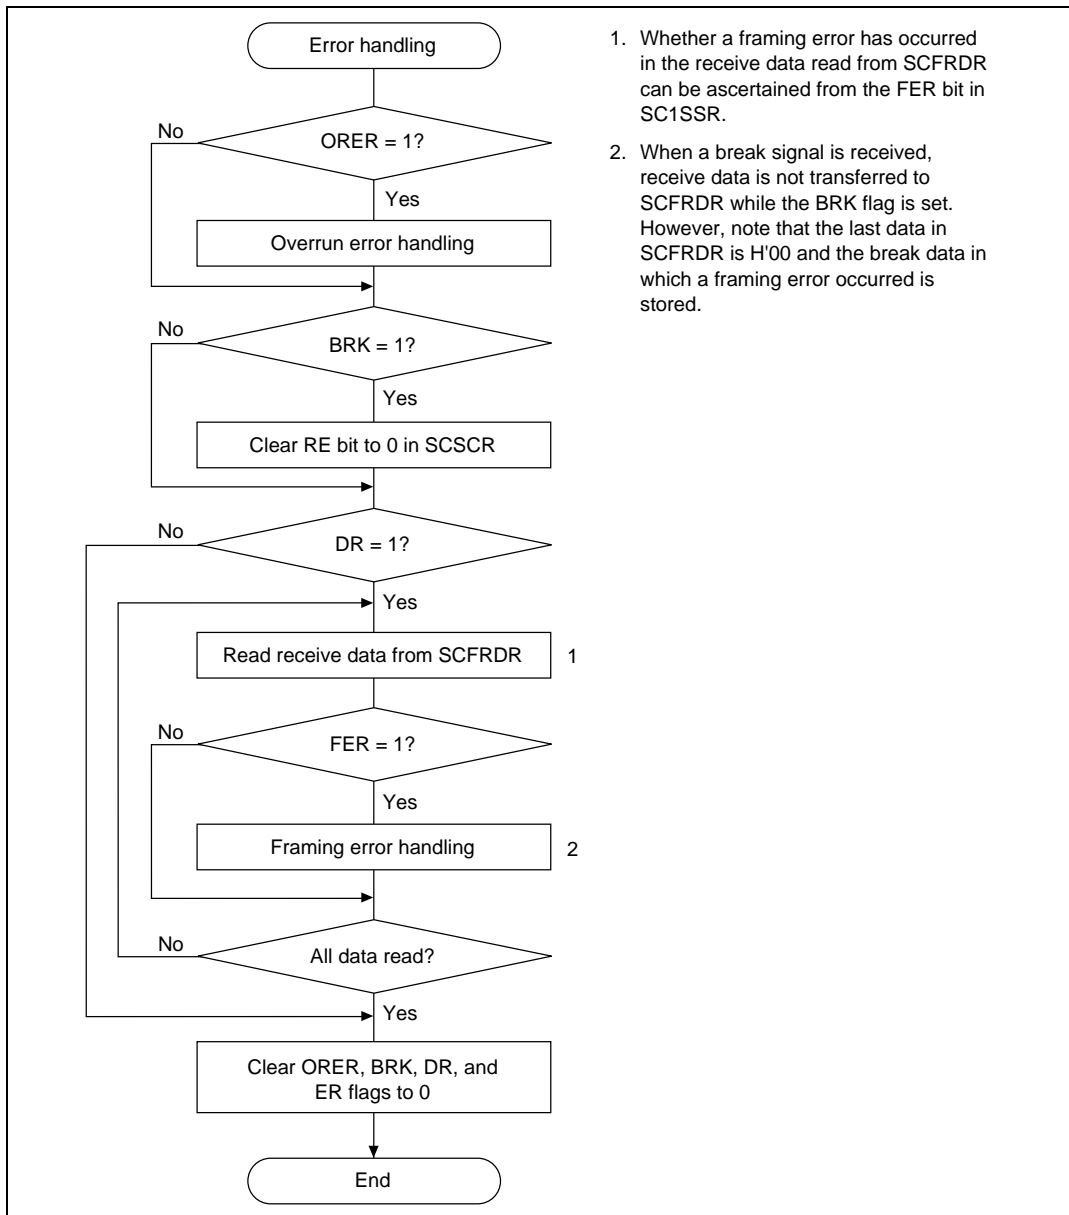 Error handling
No
ORER = 1?
Yes
Overrun error handling
No
BRK = 1?
Yes
Clear RE bit to 0 in SCSCR
No
DR = 1?
Yes
Read receive data from SCFRDR 1
No
FER = 1?
Yes
Framing error handling 2
No
All data read?
Yes
Clear ORER, BRK, DR, and
ER flags to 0
End
1. Whether a framing error has occurred
in the receive data read from SCFRDR
can be ascertained from the FER bit in
SC1SSR.
2. When a break signal is received,
receive data is not transferred to
SCFRDR while the BRK flag is set.
However, note that the last data in
SCFRDR is H'00 and the break data in
which a framing error occurred is
stored.